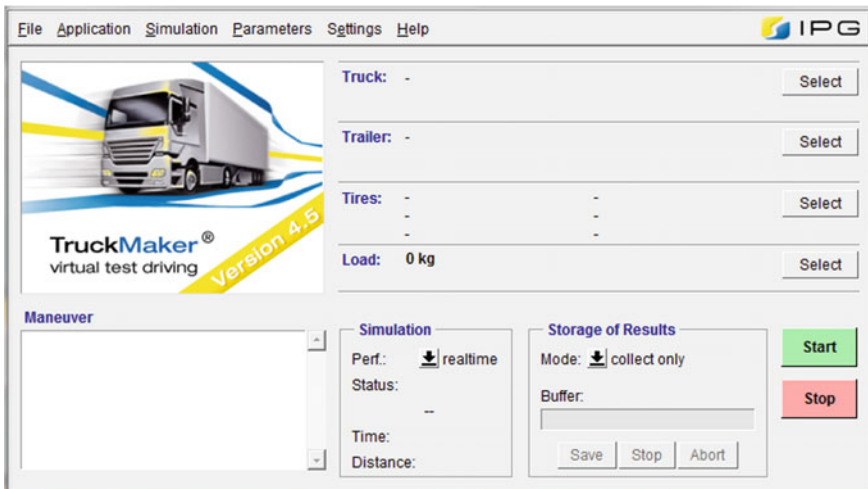 File Application Simulation Parameters Settings Help
IPG
Truck: -
Select
Trailer: -
Select
Tires: - -
- -
- -
Select
Load: 0 kg
Select
TruckMaker®
virtual test driving
Version 4.5
Maneuver
Simulation
Perf.: realtime
Status:
--
Time:
Distance:
Storage of Results
Mode: collect only
Buffer:
Save Stop Abort
Start
Stop